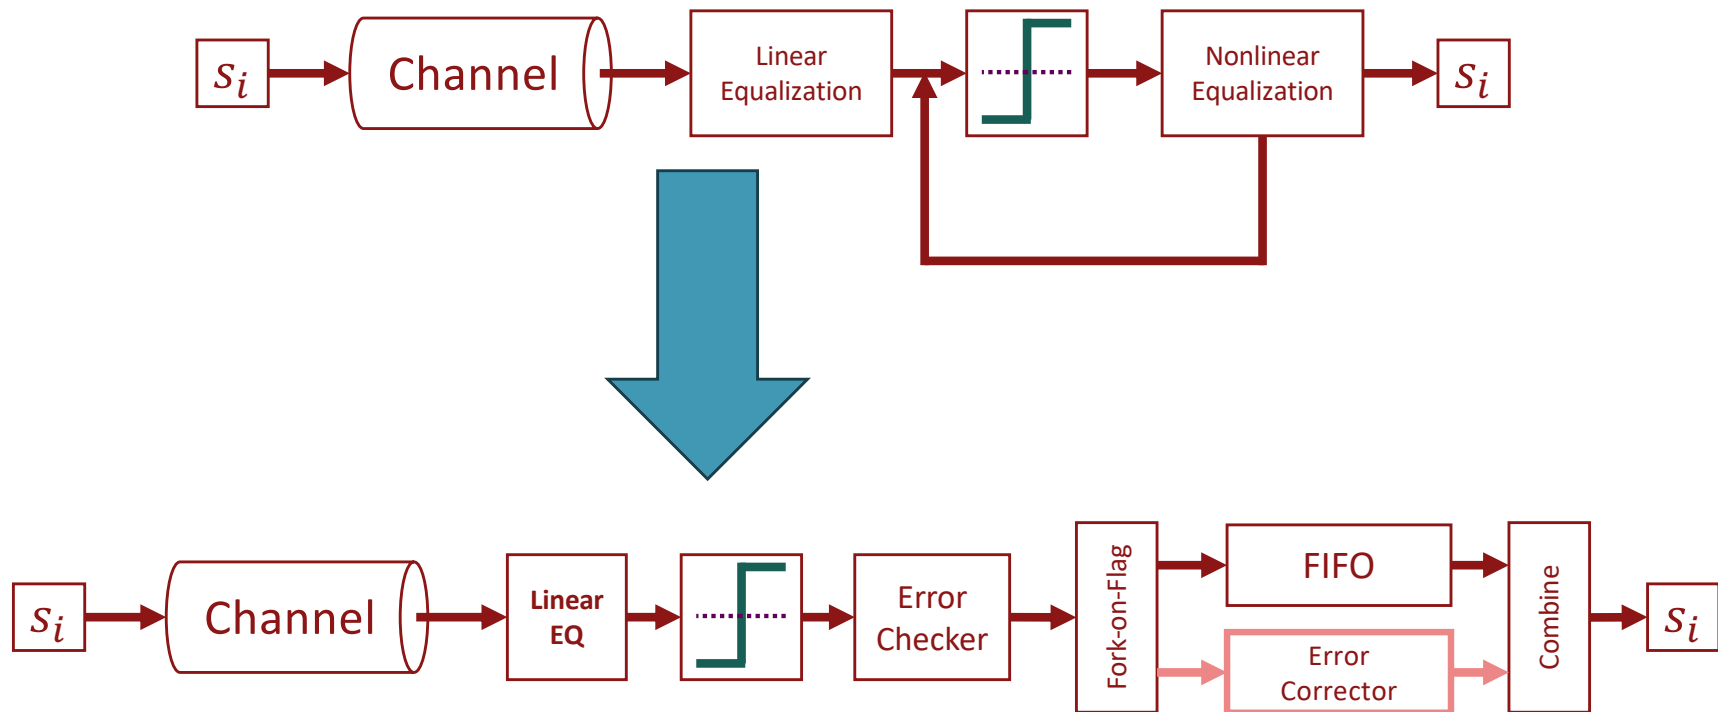 s_i
Channel
Linear
Equalization
Nonlinear
Equalization
s_i
s_i
Channel
Linear
EQ
Error
Checker
Fork-on-Flag
FIFO
Error
Corrector
Combine
s_i